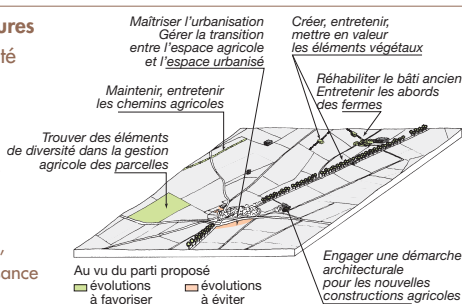 ures
té
,
ance
Maîtriser l’urbanisation
Gérer la transition
entre l’espace agricole
et l’espace urbanisé
Créer, entretenir,
mettre en valeur
les éléments végétaux
Maintenir, entretenir
les chemins agricoles
Réhabiliter le bâti ancien
Entretenir les abords
des fermes
Trouver des éléments
de diversité dans la gestion
agricole des parcelles
Engager une démarche
architecturale
pour les nouvelles
constructions agricoles
Au vu du parti proposé
évolutions
à favoriser
évolutions
à éviter